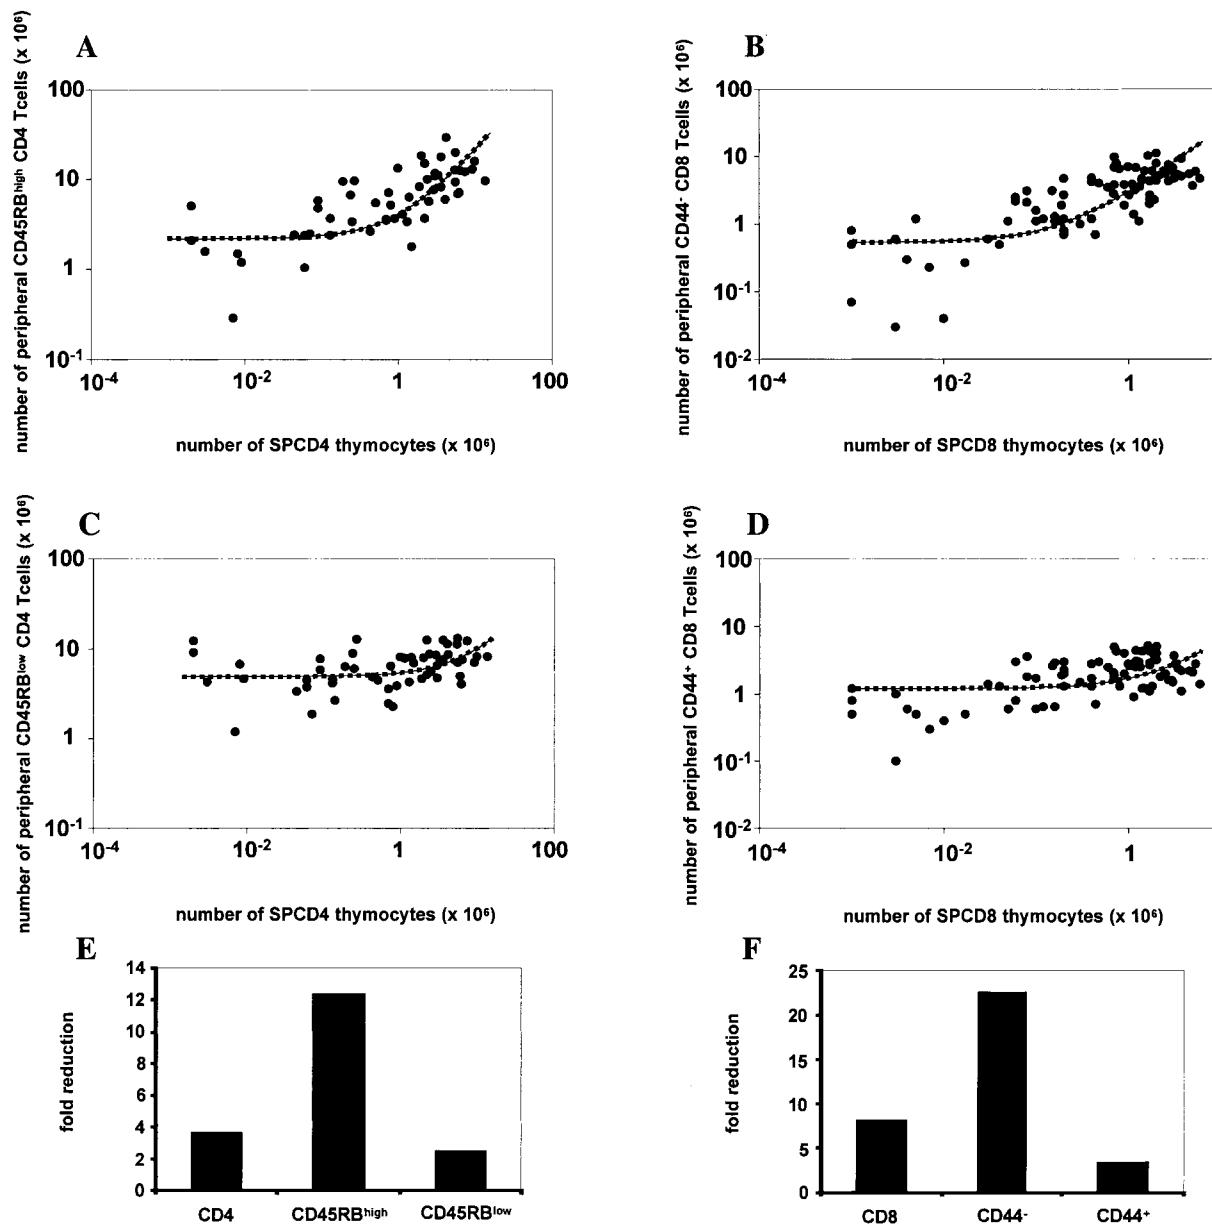 A
number of peripheral CD45RBhigh CD4 Tcells (x 10⁶)
100
10
1
10⁻¹
10⁻⁴
10⁻²
1
100
number of SPCD4 thymocytes (x 10⁶)
B
number of peripheral CD44⁻ CD8 Tcells (x 10⁶)
100
10
1
10⁻¹
10⁻²
10⁻⁴
10⁻²
1
number of SPCD8 thymocytes (x 10⁶)
C
number of peripheral CD45RBlow CD4 Tcells (x 10⁶)
100
10
1
10⁻¹
10⁻⁴
10⁻²
1
100
number of SPCD4 thymocytes (x 10⁶)
D
number of peripheral CD44⁺ CD8 Tcells (x 10⁶)
100
10
1
10⁻¹
10⁻²
10⁻⁴
10⁻²
1
number of SPCD8 thymocytes (x 10⁶)
E
fold reduction
14
12
10
8
6
4
2
0
CD4
CD45RBhigh
CD45RBlow
F
fold reduction
25
20
15
10
5
0
CD8
CD44⁻
CD44⁺